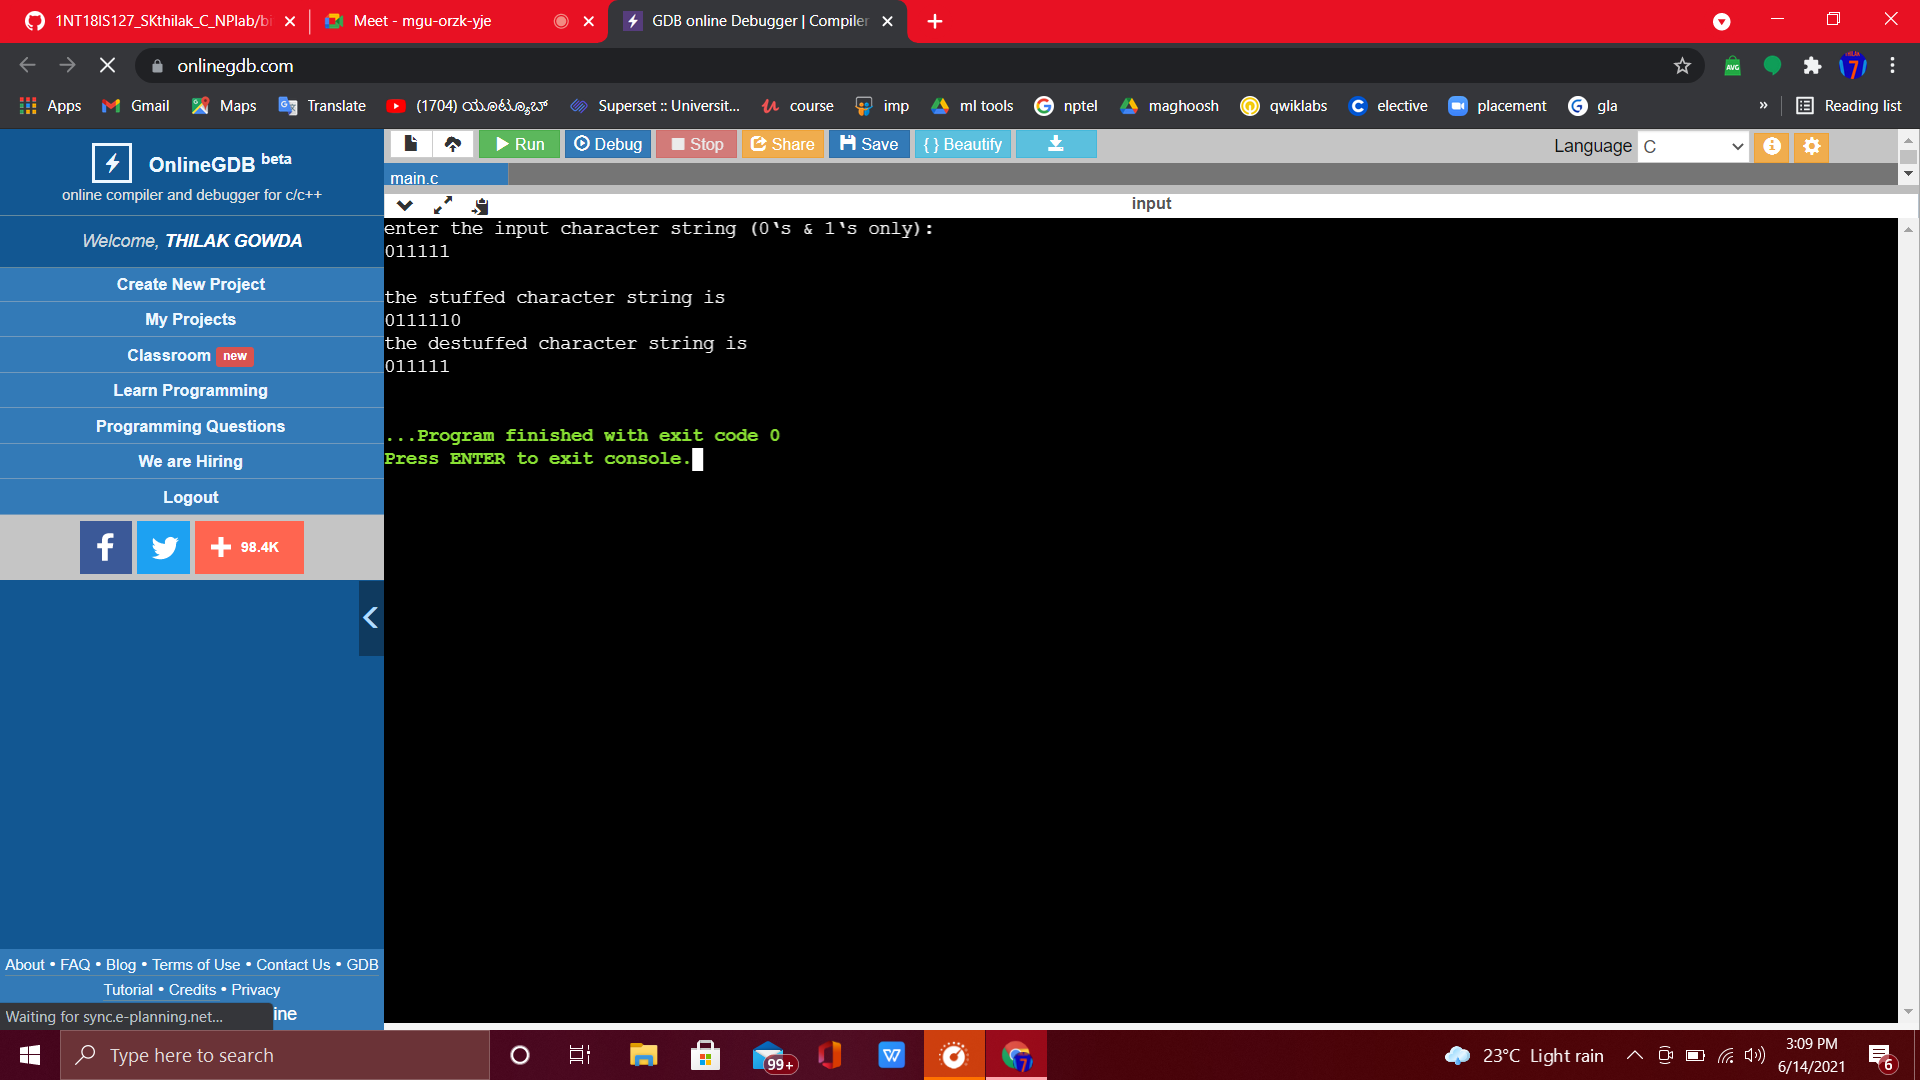 1NT18IS127_SKthilak_C_NPlab/bi
Meet - mgu-orzk-yje
GDB online Debugger | Compiler
onlinegdb.com
Apps Gmail Maps Translate (1704) ಯೂಟ್ಯೂಬ್ Superset :: Universit... course imp ml tools nptel maghoosh qwiklabs elective placement gla » Reading list
OnlineGDB beta
online compiler and debugger for c/c++
Welcome, THILAK GOWDA
Create New Project
My Projects
Classroom new
Learn Programming
Programming Questions
We are Hiring
Logout
98.4K
About • FAQ • Blog • Terms of Use • Contact Us • GDB
Tutorial • Credits • Privacy
ine
Waiting for sync.e-planning.net...
Run Debug Stop Share Save { } Beautify
Language C
main.c
input
enter the input character string (0‘s & 1‘s only):
011111
the stuffed character string is
0111110
the destuffed character string is
011111
...Program finished with exit code 0
Press ENTER to exit console.
Type here to search
99+
23°C Light rain
3:09 PM
6/14/2021
6